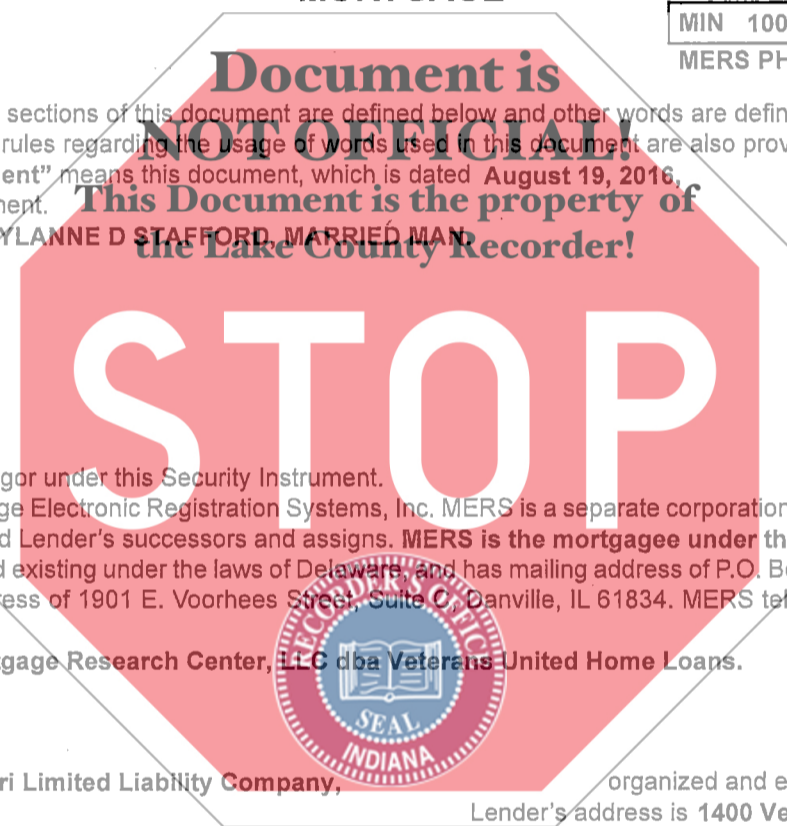 MIN 100
MERS PH
Document is
sections of this document are defined below and other words are defin
NOT OFFICIAL!
rules regarding the usage of words used in this document are also prov
ent” means this document, which is dated August 19, 2016,
This Document is the property of
ment.
YLANNE D STAFFORD, MARRIED MAN.
the Lake County Recorder!
STOP
gor under this Security Instrument.
ge Electronic Registration Systems, Inc. MERS is a separate corporation
d Lender's successors and assigns. MERS is the mortgagee under th
d existing under the laws of Delaware, and has mailing address of P.O. Bo
ess of 1901 E. Voorhees Street, Suite C, Danville, IL 61834. MERS tel
RECORDER'S OFFICE
tgage Research Center, LLC dba Veterans United Home Loans.
SEAL
INDIANA
ri Limited Liability Company,
organized and e
Lender's address is 1400 Ve